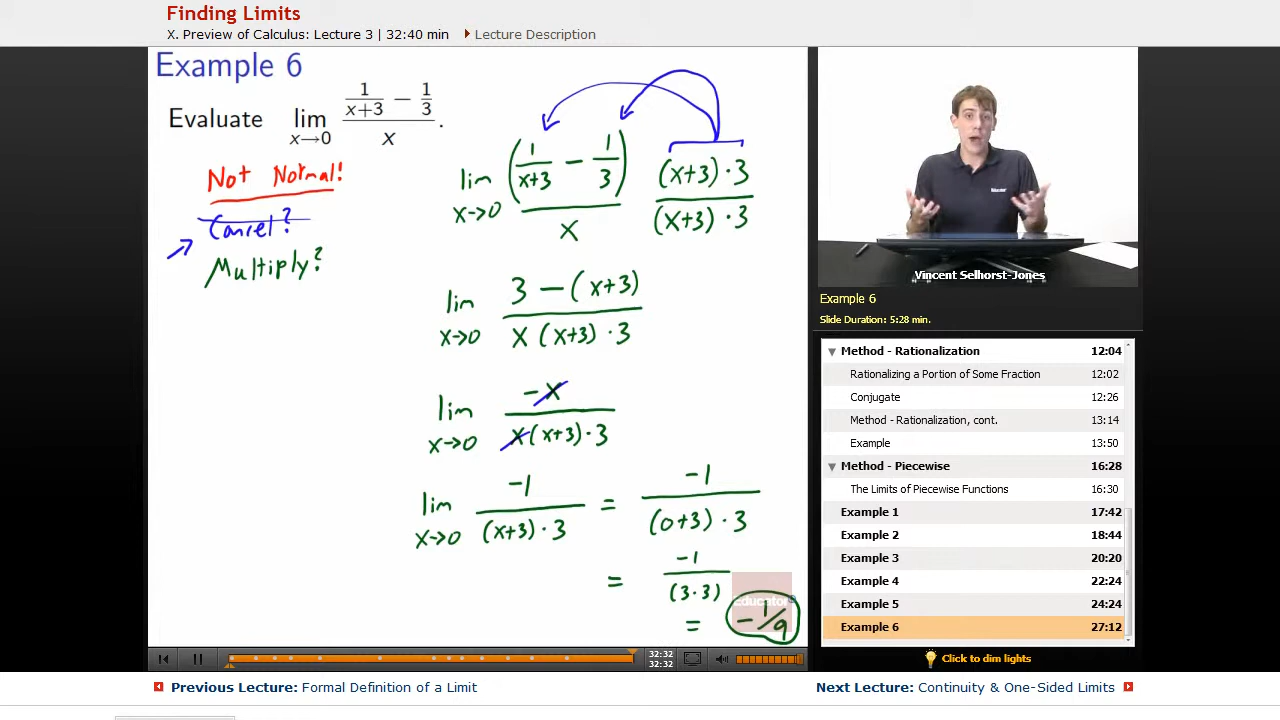 Finding Limits
X. Preview of Calculus: Lecture 3 | 32:40 min
Lecture Description
Example 6
Evaluate lim x→0 (1/(x+3) − 1/3)/x.
Not Normal!
Cancel?
Multiply?
lim x→0 (1/(x+3) − 1/3)/x (x+3)·3/(x+3)·3
lim x→0 3 − (x+3)/x(x+3)·3
lim x→0 −x/x(x+3)·3
lim x→0 −1/(x+3)·3 = −1/(0+3)·3
= −1/(3·3)
= −1/9
Educator
Vincent Selhorst-Jones
Example 6
Slide Duration: 5:28 min.
Method - Rationalization 12:04
Rationalizing a Portion of Some Fraction 12:02
Conjugate 12:26
Method - Rationalization, cont. 13:14
Example 13:50
Method - Piecewise 16:28
The Limits of Piecewise Functions 16:30
Example 1 17:42
Example 2 18:44
Example 3 20:20
Example 4 22:24
Example 5 24:24
Example 6 27:12
32:32
32:32
Click to dim lights
Previous Lecture: Formal Definition of a Limit
Next Lecture: Continuity & One-Sided Limits